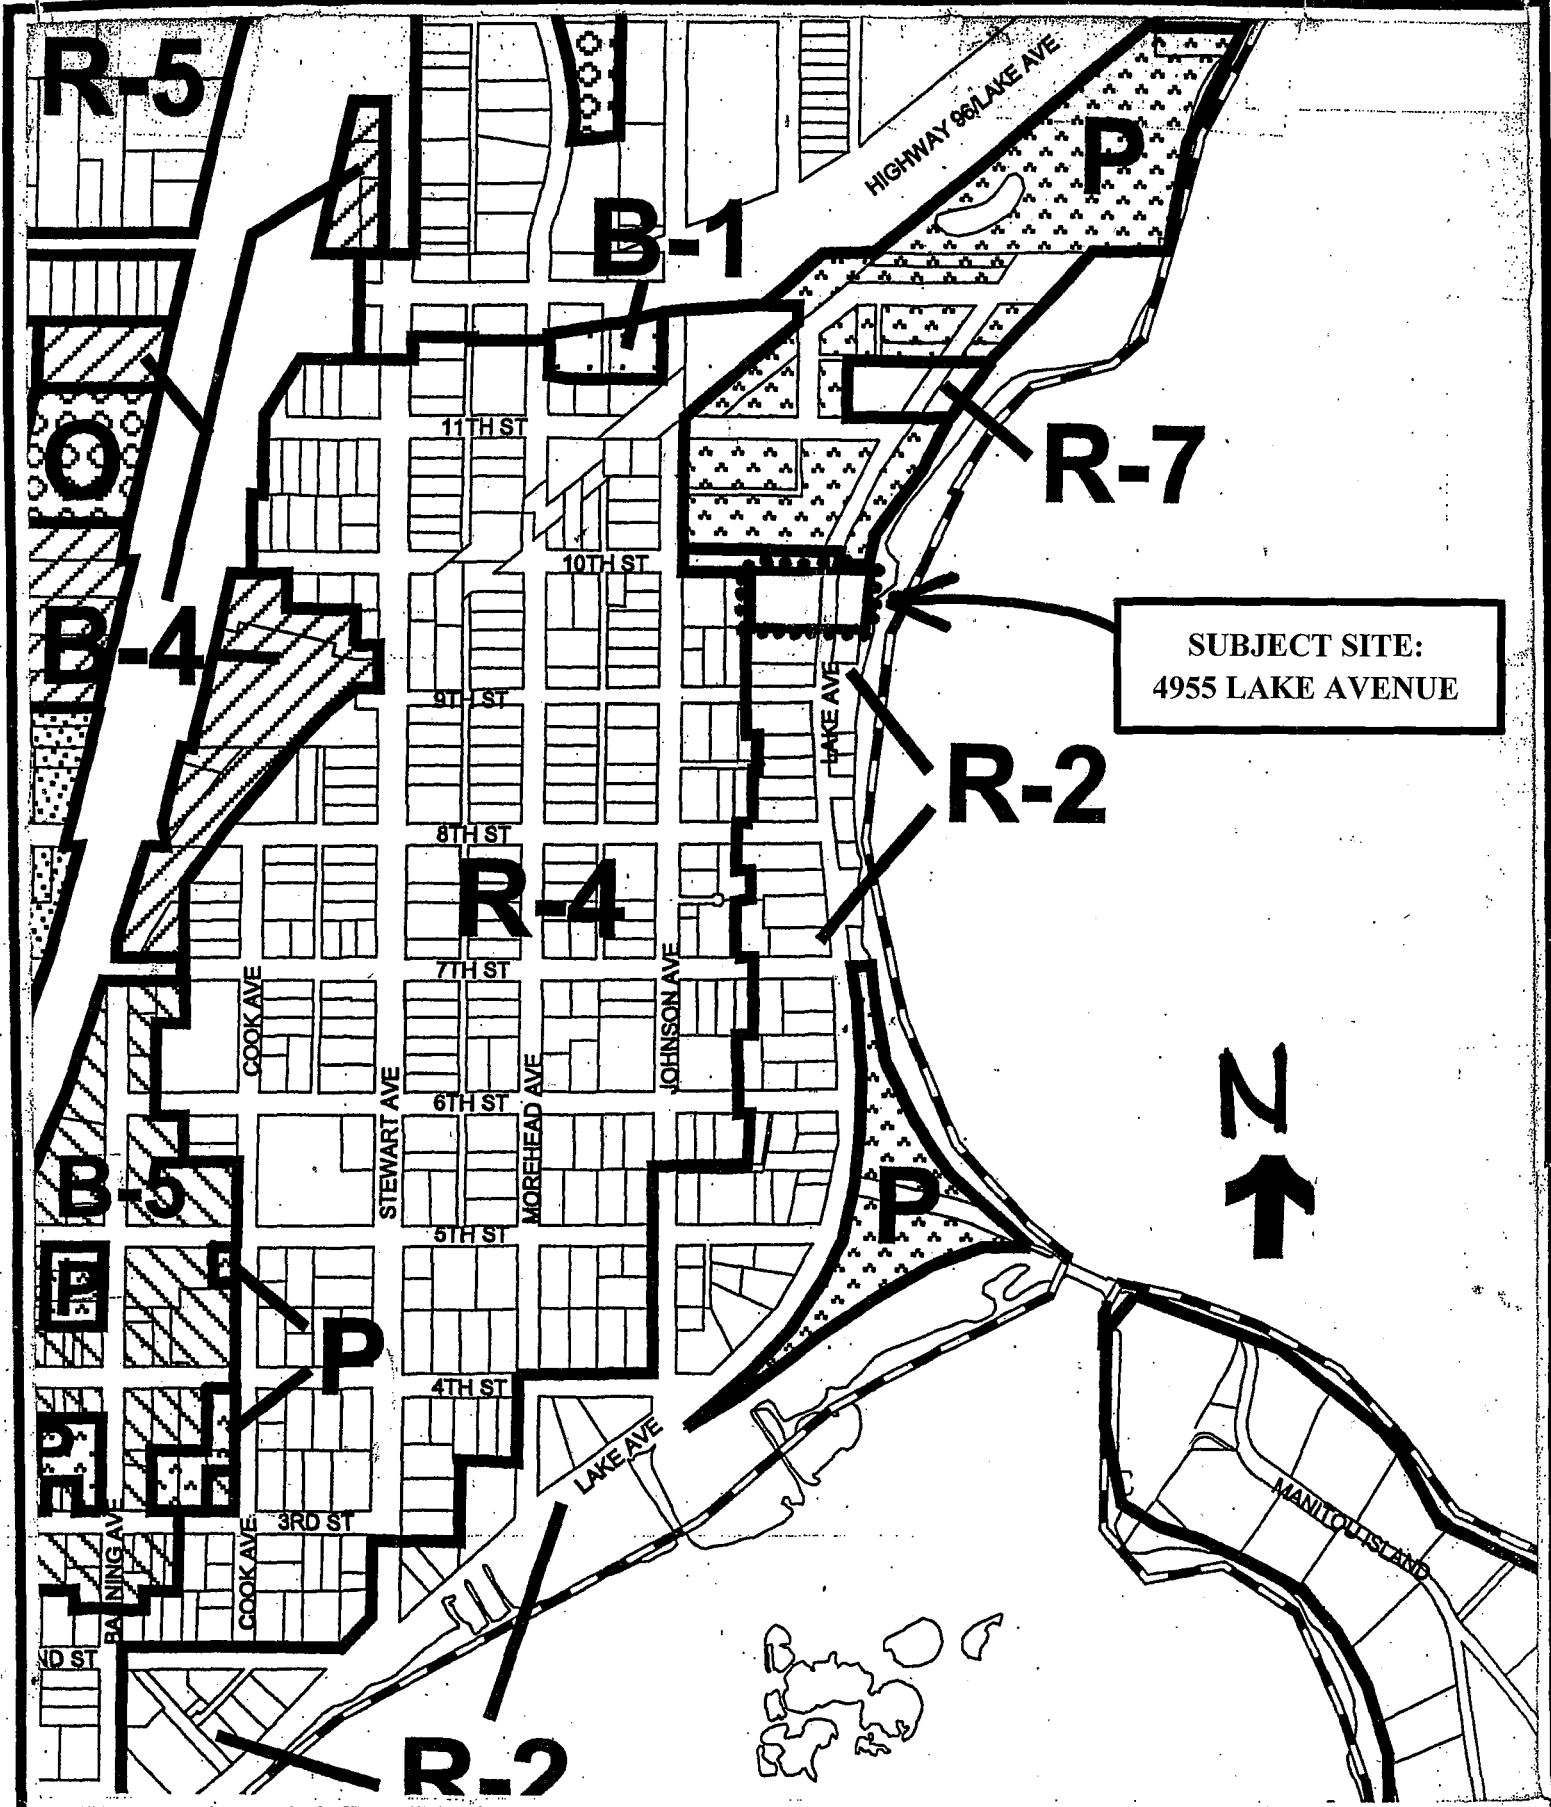 R-5
HIGHWAY 96/LAKE AVE
P
B-1
11TH ST
O
R-7
10TH ST
SUBJECT SITE:
4955 LAKE AVENUE
B-4
9TH ST
LAKE AVE
R-2
8TH ST
R-4
7TH ST
COOK AVE
JOHNSON AVE
N
STEWART AVE
6TH ST
MOREHEAD AVE
B-5
P
5TH ST
P
P
4TH ST
P
LAKE AVE
MANITOU ISLAND
3RD ST
COOK AVE
BANNING AVE
ND ST
R-2